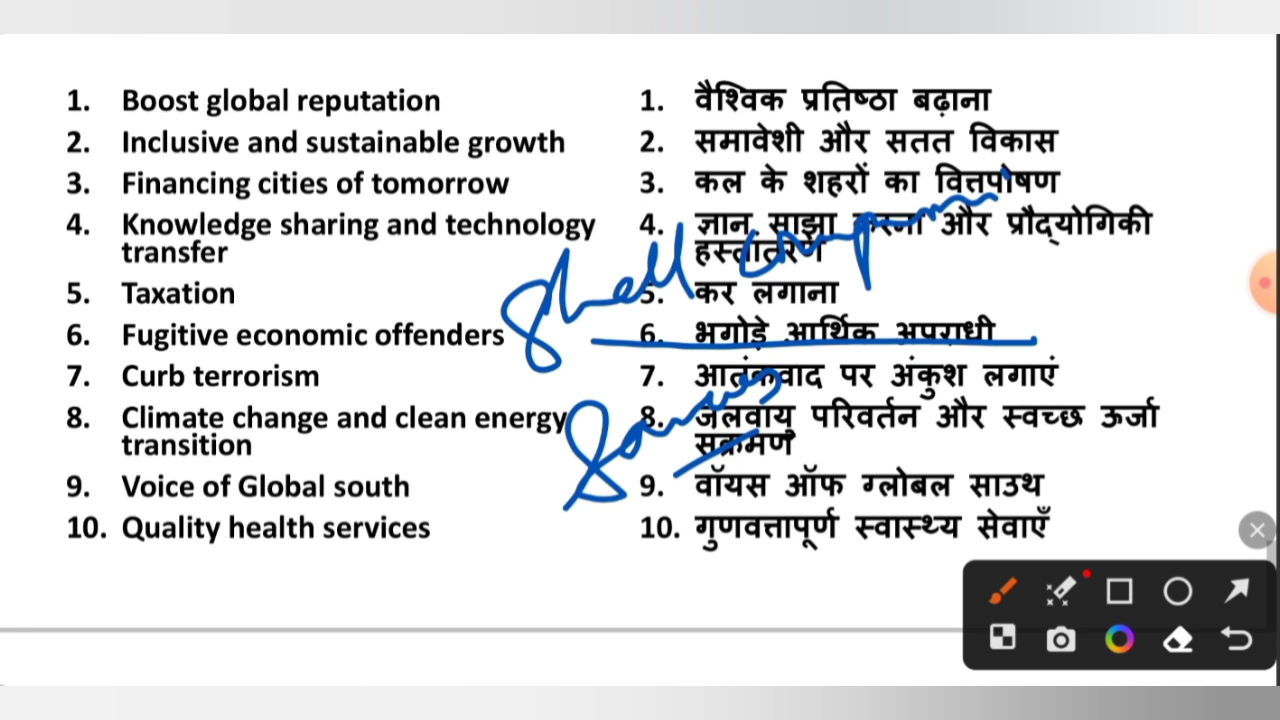 1. Boost global reputation
2. Inclusive and sustainable growth
3. Financing cities of tomorrow
4. Knowledge sharing and technology
transfer
5. Taxation
6. Fugitive economic offenders
7. Curb terrorism
8. Climate change and clean energy
transition
9. Voice of Global south
10. Quality health services
1. वैश्विक प्रतिष्ठा बढ़ाना
2. समावेशी और सतत विकास
3. कल के शहरों का वित्तपोषण
4. ज्ञान साझा करना और प्रौद्योगिकी
हस्तांतरण
5. कर लगाना
6. भगोड़े आर्थिक अपराधी
7. आतंकवाद पर अंकुश लगाएं
8. जलवायु परिवर्तन और स्वच्छ ऊर्जा
संक्रमण
9. वॉयस ऑफ ग्लोबल साउथ
10. गुणवत्तापूर्ण स्वास्थ्य सेवाएँ
Shell